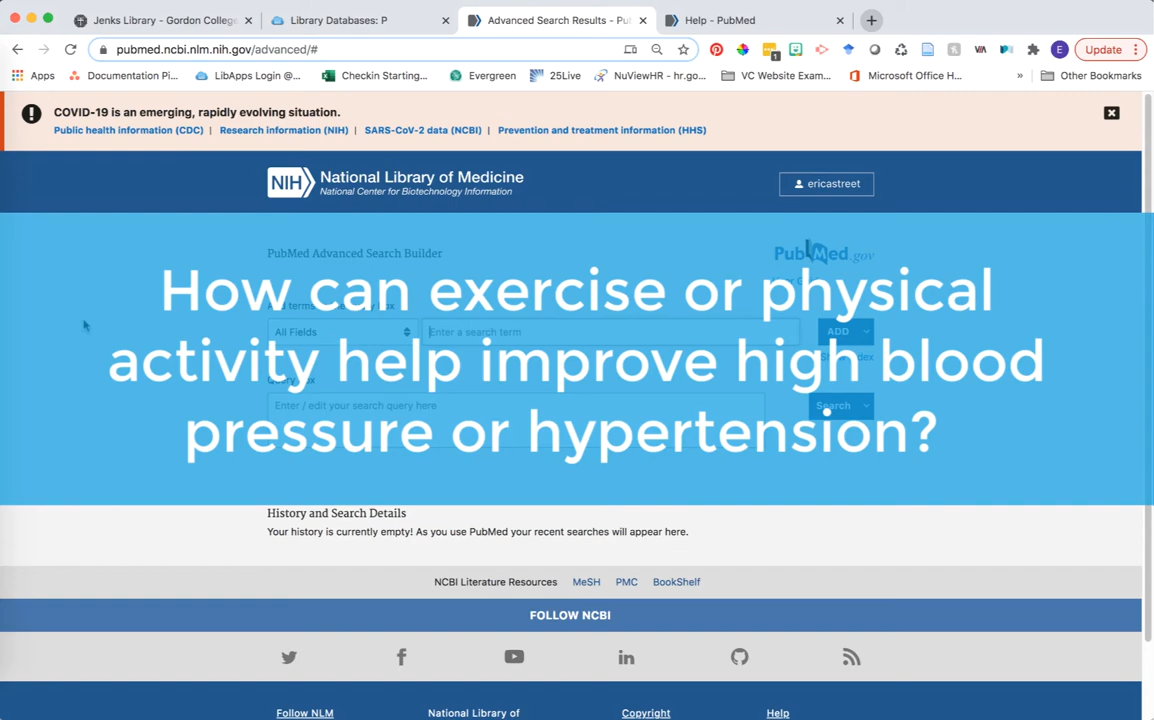 Jenks Library - Gordon College
Library Databases: P
Advanced Search Results - Pu
Help - PubMed
pubmed.ncbi.nlm.nih.gov/advanced/#
1
VIA
E
Update
Apps
Documentation Pi...
LibApps Login @...
Checkin Starting...
Evergreen
25Live
NuViewHR - hr.go...
VC Website Exam...
Microsoft Office H...
»
Other Bookmarks
COVID-19 is an emerging, rapidly evolving situation.
Public health information (CDC) | Research information (NIH) | SARS-CoV-2 data (NCBI) | Prevention and treatment information (HHS)
NIH National Library of Medicine
National Center for Biotechnology Information
ericastreet
PubMed Advanced Search Builder
PubMed.gov
How can exercise or physical
activity help improve high blood
pressure or hypertension?
All Fields
Enter a search term
ADD
Enter / edit your search query here
Search
History and Search Details
Your history is currently empty! As you use PubMed your recent searches will appear here.
NCBI Literature Resources MeSH PMC BookShelf
FOLLOW NCBI
Follow NLM
National Library of
Copyright
Help